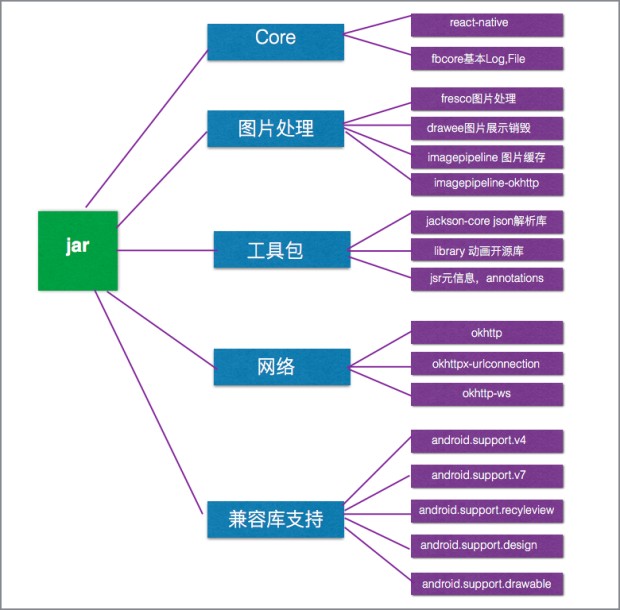 jar
Core
react-native
fbcore基本Log,File
图片处理
fresco图片处理
drawee图片展示销毁
imagepipeline 图片缓存
imagepipeline-okhttp
工具包
jackson-core json解析库
library 动画开源库
jsr元信息，annotations
网络
okhttp
okhttpx-urlconnection
okhttp-ws
兼容库支持
android.support.v4
android.support.v7
android.support.recyleview
android.support.design
android.support.drawable